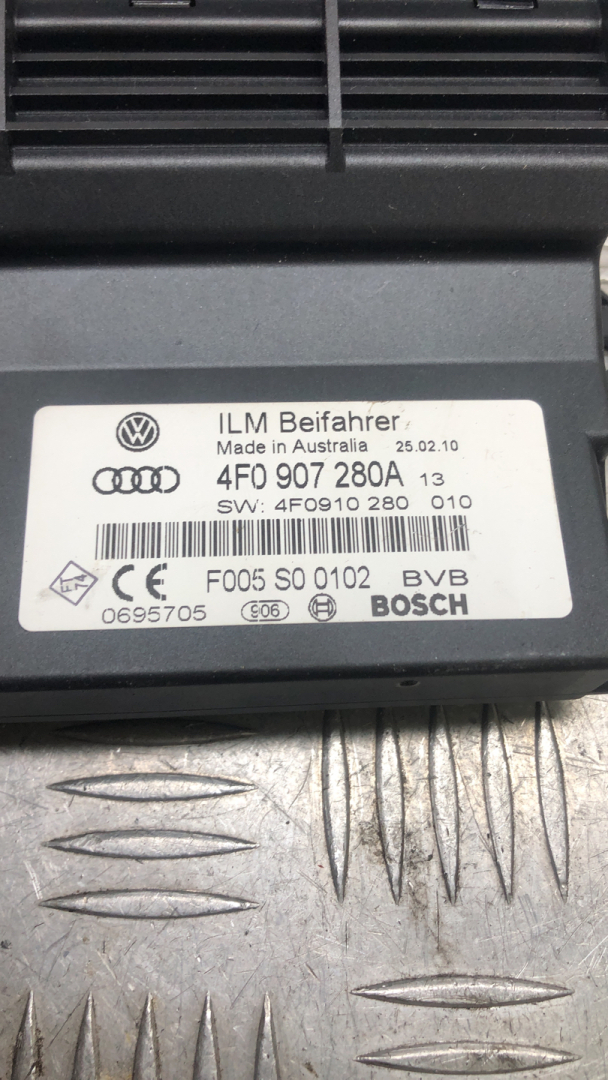 ILM Beifahrer
Made in Australia 25.02.10
4F0 907 280A 13
SW: 4F0910 280 010
F005 S0 0102 BVB
0695705 906 BOSCH